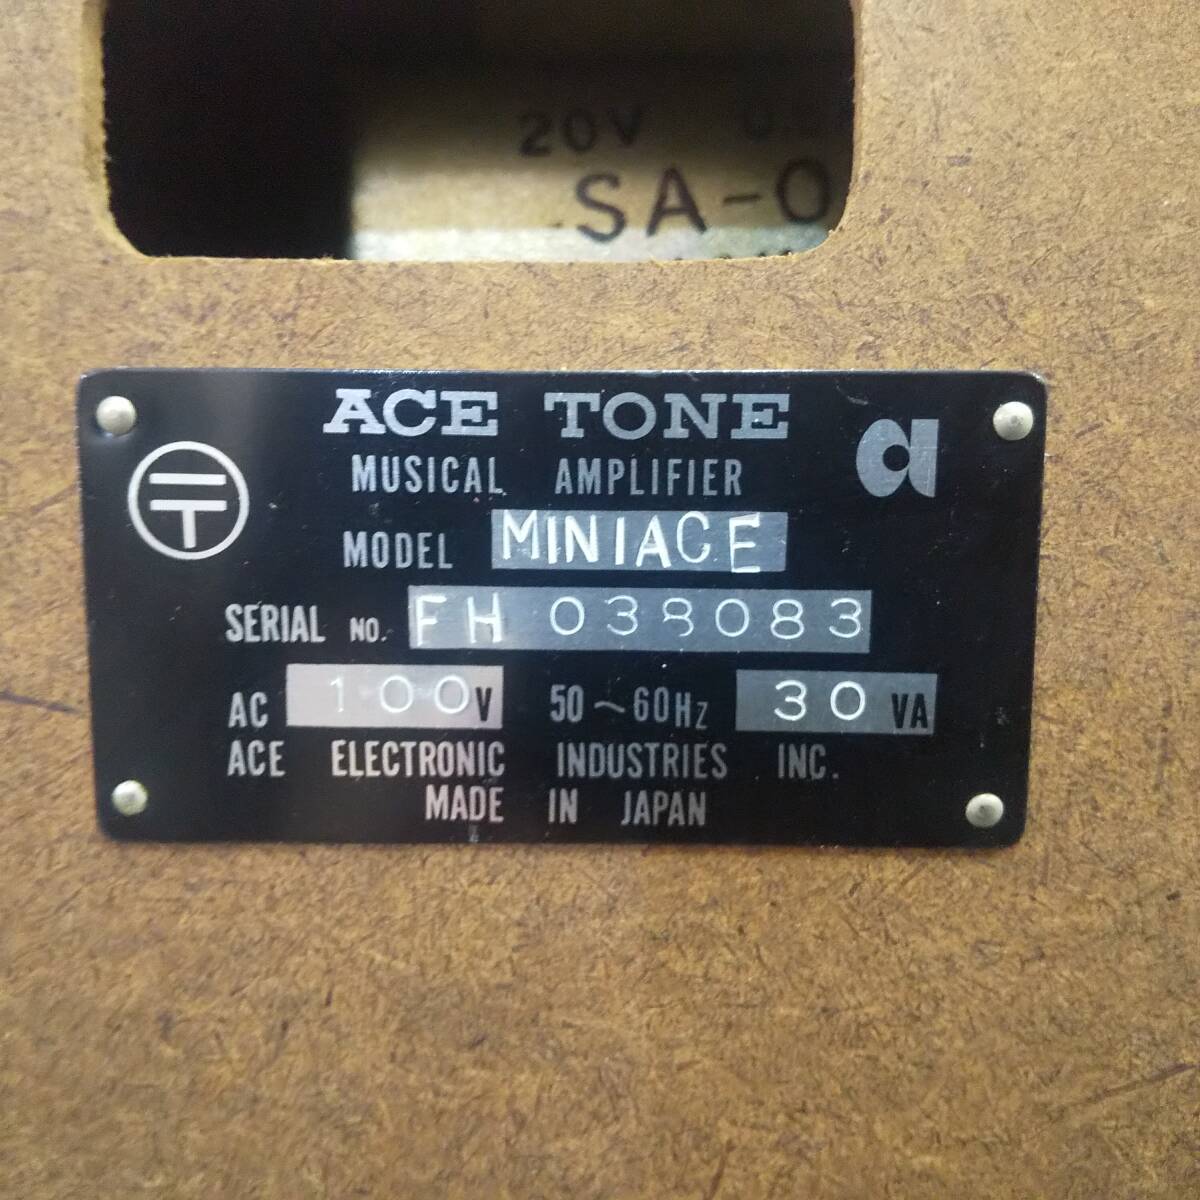 20V
SA-0
ACE TONE
MUSICAL AMPLIFIER
MODEL MINIACE
SERIAL NO. FH 038083
AC 100V 50~60Hz 30 VA
ACE ELECTRONIC INDUSTRIES INC.
MADE IN JAPAN